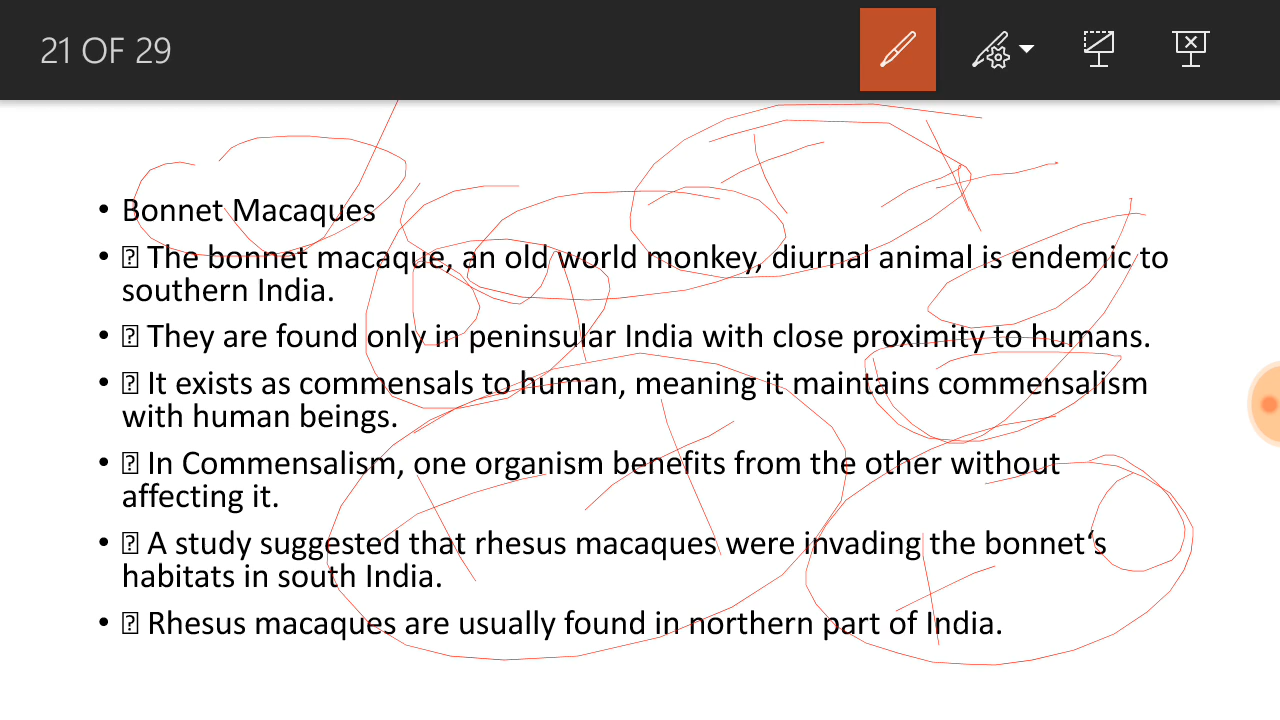 21 OF 29
• Bonnet Macaques
• ⍰ The bonnet macaque, an old world monkey, diurnal animal is endemic to
southern India.
• ⍰ They are found only in peninsular India with close proximity to humans.
• ⍰ It exists as commensals to human, meaning it maintains commensalism
with human beings.
• ⍰ In Commensalism, one organism benefits from the other without
affecting it.
• ⍰ A study suggested that rhesus macaques were invading the bonnet‘s
habitats in south India.
• ⍰ Rhesus macaques are usually found in northern part of India.